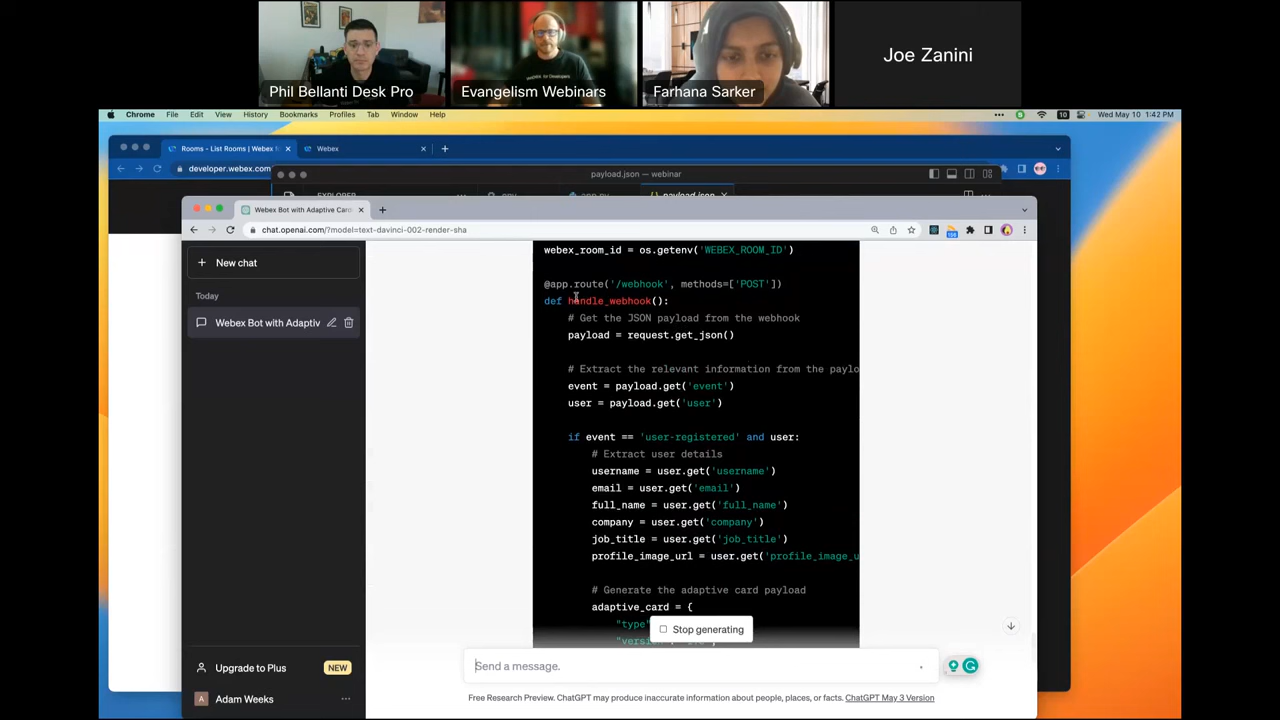 Phil Bellanti Desk Pro
Evangelism Webinars
Farhana Sarker
Joe Zanini
Chrome File Edit View History Bookmarks Profiles Tab Window Help
10 Wed May 10 1:42 PM
Rooms - List Rooms | Webex f
Webex
developer.webex.com
payload.json — webinar
EXPLORER
payload.json
Webex Bot with Adaptive Card
chat.openai.com/?model=text-davinci-002-render-sha
New chat
Today
Webex Bot with Adaptiv
webex_room_id = os.getenv('WEBEX_ROOM_ID')
@app.route('/webhook', methods=['POST'])
def handle_webhook():
# Get the JSON payload from the webhook
payload = request.get_json()
# Extract the relevant information from the paylo
event = payload.get('event')
user = payload.get('user')
if event == 'user-registered' and user:
# Extract user details
username = user.get('username')
email = user.get('email')
full_name = user.get('full_name')
company = user.get('company')
job_title = user.get('job_title')
profile_image_url = user.get('profile_image_u
# Generate the adaptive card payload
adaptive_card = {
"type"
Stop generating
Send a message.
Upgrade to Plus NEW
A Adam Weeks
Free Research Preview. ChatGPT may produce inaccurate information about people, places, or facts. ChatGPT May 3 Version